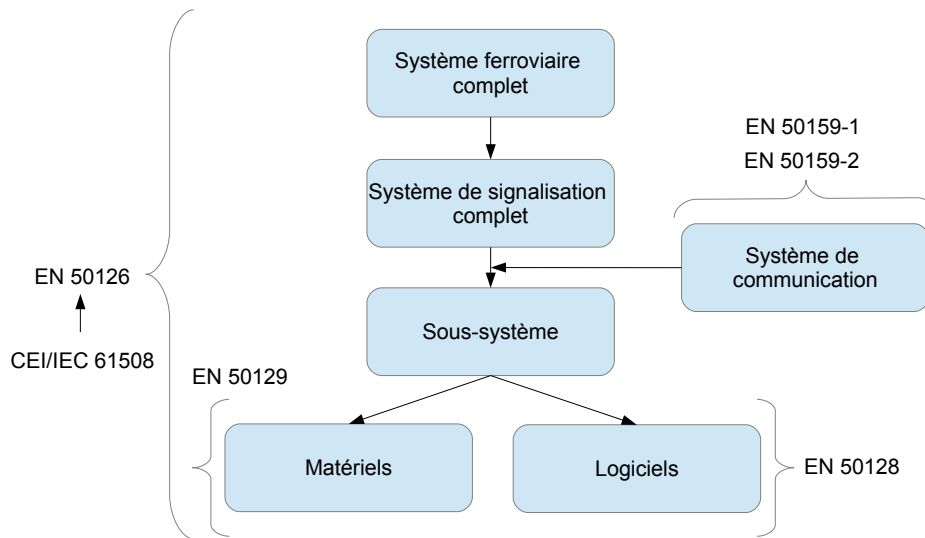 Système ferroviaire
complet
EN 50159-1
EN 50159-2
Système de signalisation
complet
Système de
communication
EN 50126
Sous-système
CEI/IEC 61508
EN 50129
Matériels
Logiciels
EN 50128